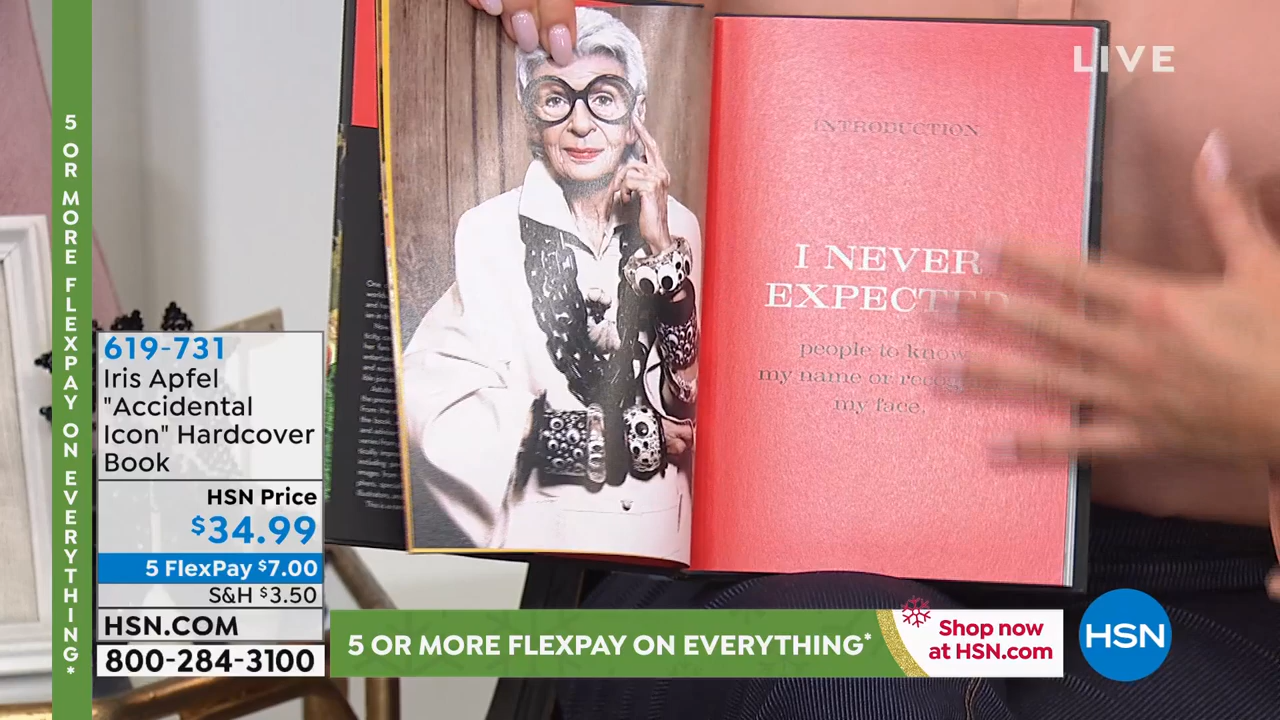 LIVE
5 OR MORE FLEXPAY ON EVERYTHING*
INTRODUCTION
I NEVER
EXPECTED
people to know
my name or recognize
my face.
619-731
Iris Apfel
"Accidental
Icon" Hardcover
Book
HSN Price
$34.99
5 FlexPay $7.00
S&H $3.50
HSN.COM
800-284-3100
5 OR MORE FLEXPAY ON EVERYTHING*
Shop now
at HSN.com
HSN